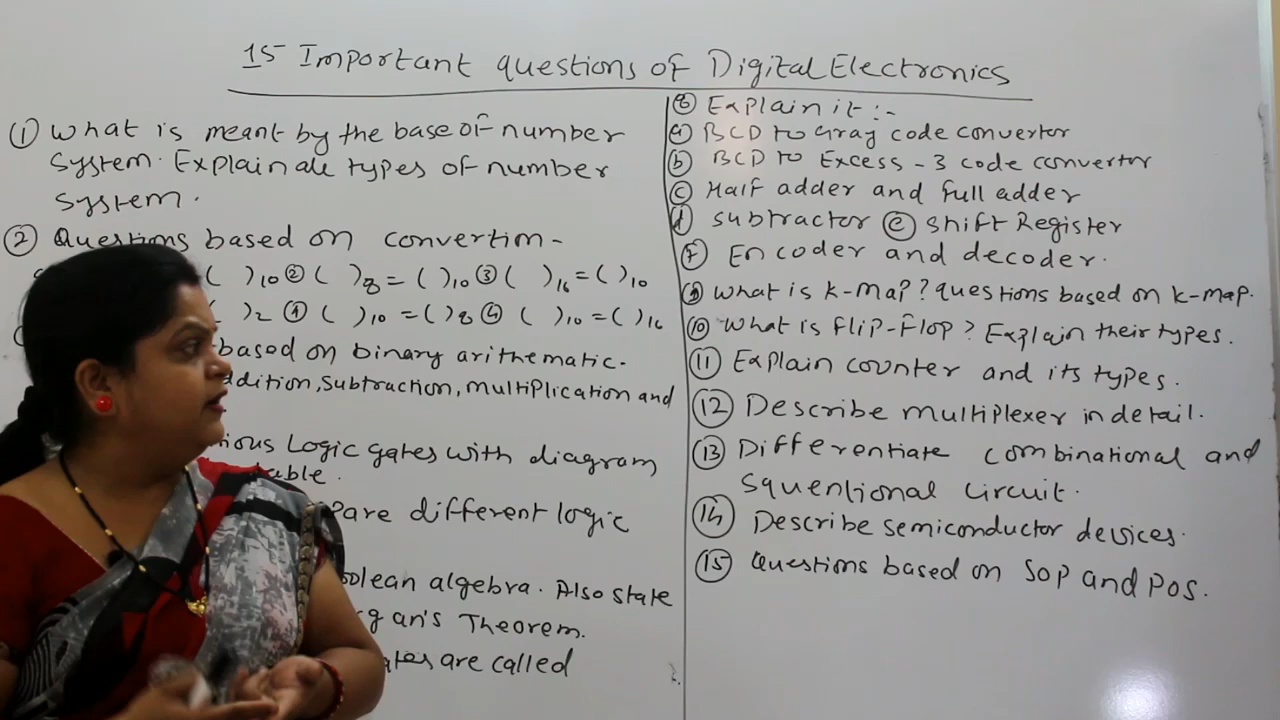 15 Important questions of Digital Electronics
① What is meant by the base of number
system. Explain all types of number
system.
② Questions based on convertion -
( )10 ② ( )8 = ( )10 ③ ( )16 = ( )10
( )2 ④ ( )10 = ( )8 ( )10 = ( )16
based on binary arithematic.
ddition, subtraction, multiplication and
ious Logic gates with diagram
table.
pare different logic
olean algebra. Also state
gan's Theorem.
ates are called
⑧ Explain it :-
ⓐ BCD to Gray code convertor
ⓑ BCD to Excess-3 code convertor
ⓒ Half adder and full adder
ⓓ subtractor ⓔ Shift Register
ⓕ Encoder and decoder.
⑨ What is k-map? questions based on k-map.
⑩ What is flip-flop? Explain their types.
⑪ Explain counter and its types.
⑫ Describe multiplexer in detail.
⑬ Differentiate combinational and
squentional circuit.
⑭ Describe semiconductor devices.
⑮ Questions based on SOP and POS.